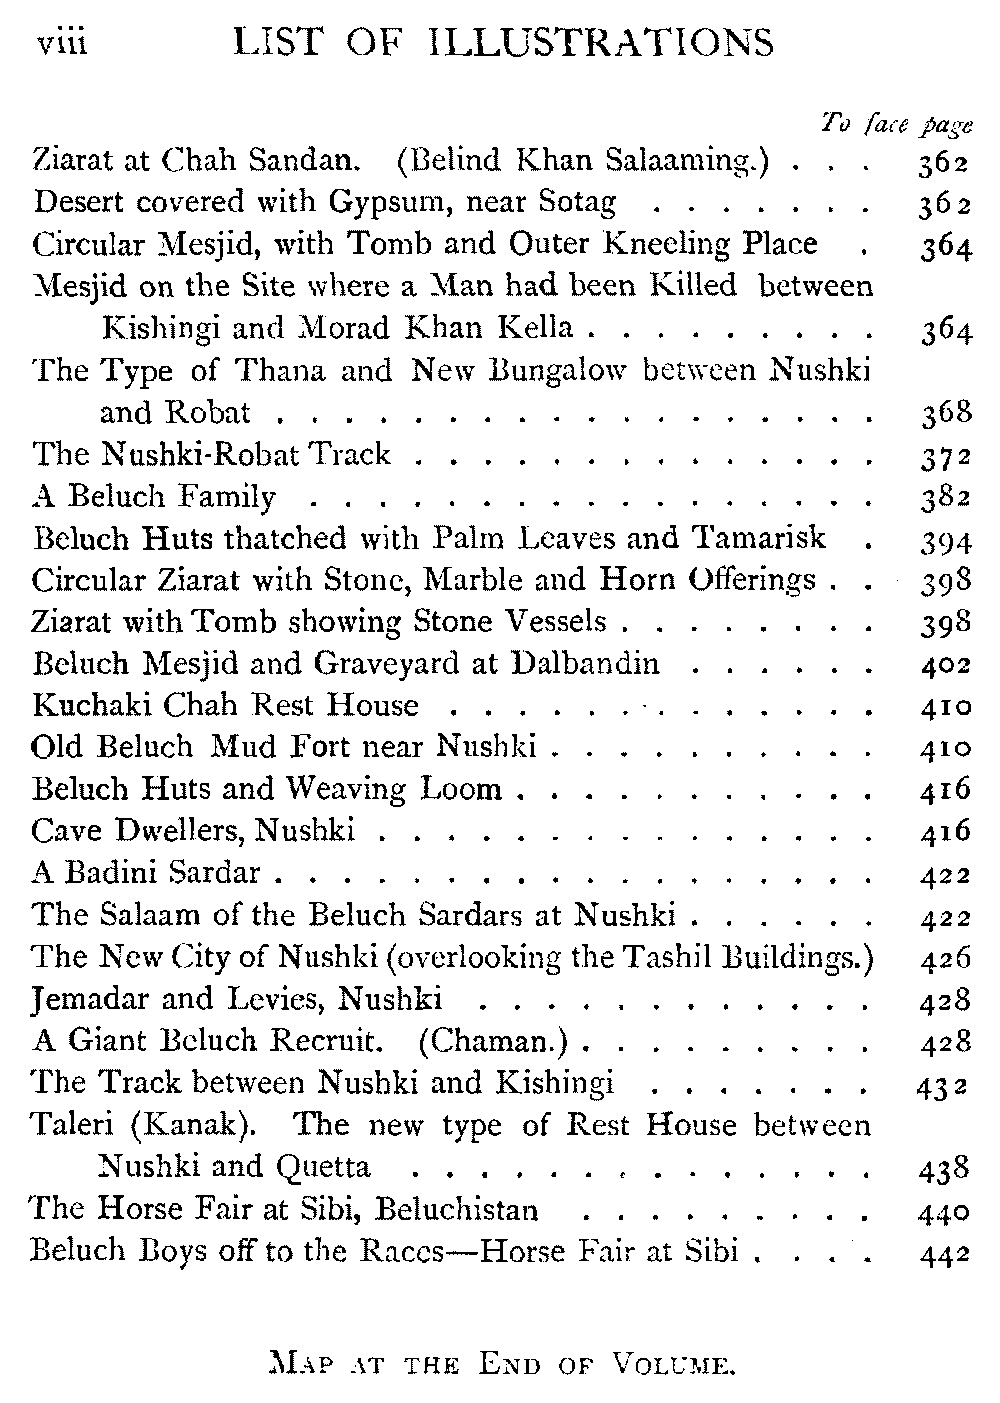 viii LIST OF ILLUSTRATIONS
To face page
Ziarat at Chah Sandan. (Belind Khan Salaaming.) . . . 362
Desert covered with Gypsum, near Sotag . . . . . . . 362
Circular Mesjid, with Tomb and Outer Kneeling Place . 364
Mesjid on the Site where a Man had been Killed between
Kishingi and Morad Khan Kella . . . . . . . . . 364
The Type of Thana and New Bungalow between Nushki
and Robat . . . . . . . . . . . . . . . . . . 368
The Nushki-Robat Track . . . . . . . . . . . . . . 372
A Beluch Family . . . . . . . . . . . . . . . . . 382
Beluch Huts thatched with Palm Leaves and Tamarisk . 394
Circular Ziarat with Stone, Marble and Horn Offerings . . 398
Ziarat with Tomb showing Stone Vessels . . . . . . . . 398
Beluch Mesjid and Graveyard at Dalbandin . . . . . . 402
Kuchaki Chah Rest House . . . . . . . . . . . . . 410
Old Beluch Mud Fort near Nushki . . . . . . . . . . 410
Beluch Huts and Weaving Loom . . . . . . . . . . . 416
Cave Dwellers, Nushki . . . . . . . . . . . . . . . 416
A Badini Sardar . . . . . . . . . . . . . . . . . . 422
The Salaam of the Beluch Sardars at Nushki . . . . . . 422
The New City of Nushki (overlooking the Tashil Buildings.) 426
Jemadar and Levies, Nushki . . . . . . . . . . . . 428
A Giant Beluch Recruit. (Chaman.) . . . . . . . . . 428
The Track between Nushki and Kishingi . . . . . . . 432
Taleri (Kanak). The new type of Rest House between
Nushki and Quetta . . . . . . . . . . . . . . 438
The Horse Fair at Sibi, Beluchistan . . . . . . . . . 440
Beluch Boys off to the Races—Horse Fair at Sibi . . . . 442
MAP AT THE END OF VOLUME.